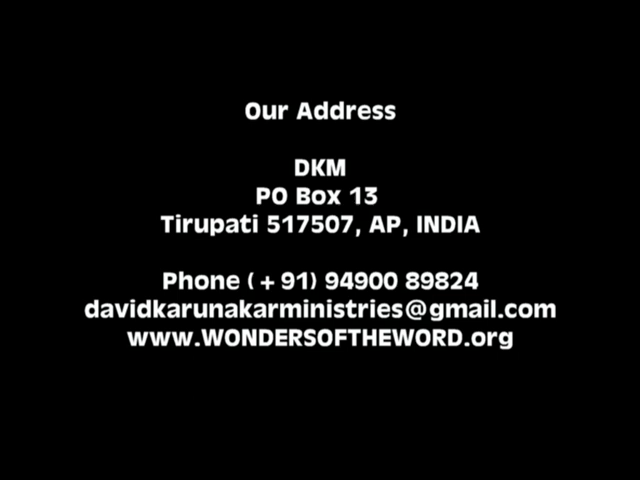 Our Address
DKM
PO Box 13
Tirupati 517507, AP, INDIA
Phone (+91) 94900 89824
davidkarunakarministries@gmail.com
www.WONDERSOFTHEWORD.org